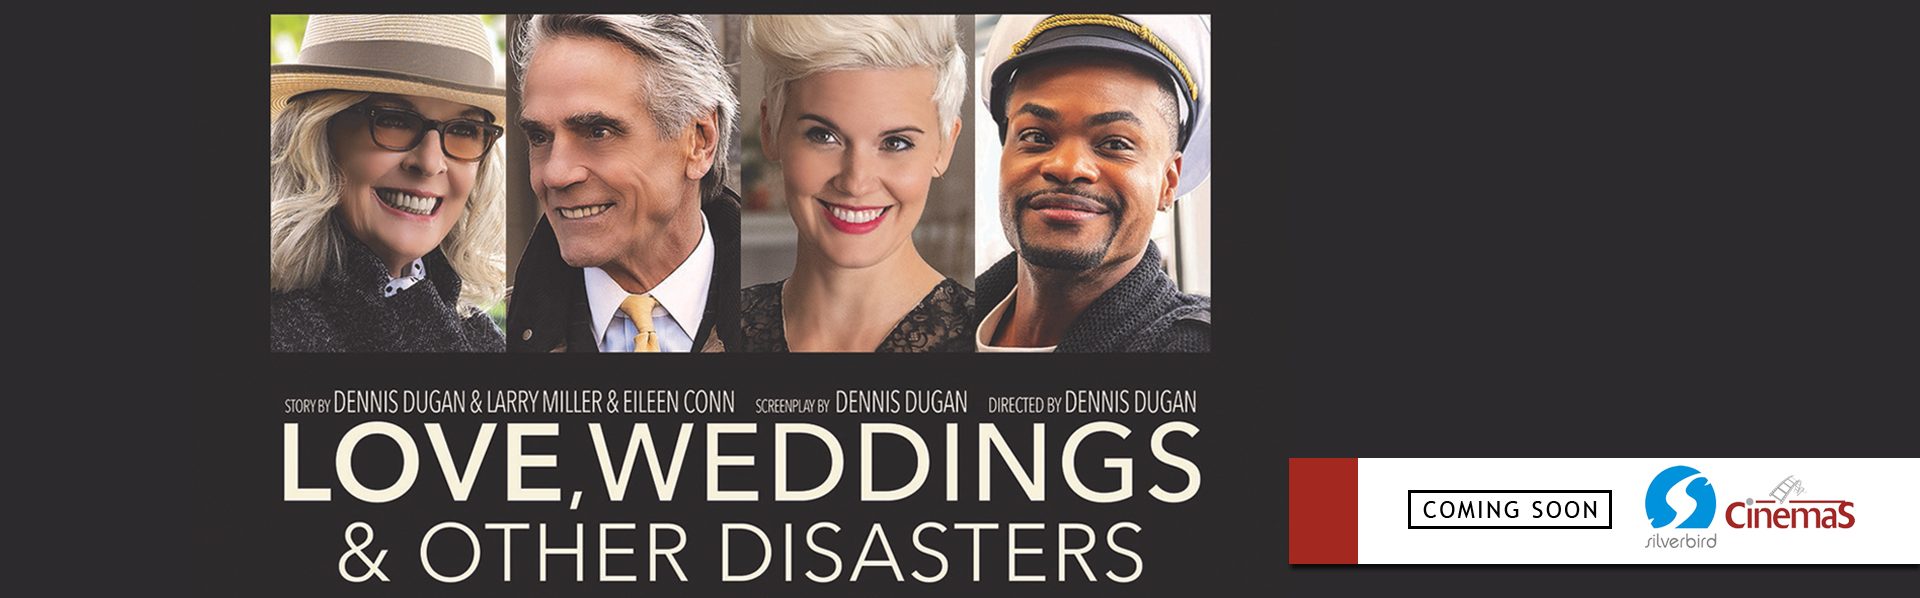 STORY BY DENNIS DUGAN & LARRY MILLER & EILEEN CONN SCREENPLAY BY DENNIS DUGAN DIRECTED BY DENNIS DUGAN
LOVE, WEDDINGS
& OTHER DISASTERS
COMING SOON
silverbird
CinemaS